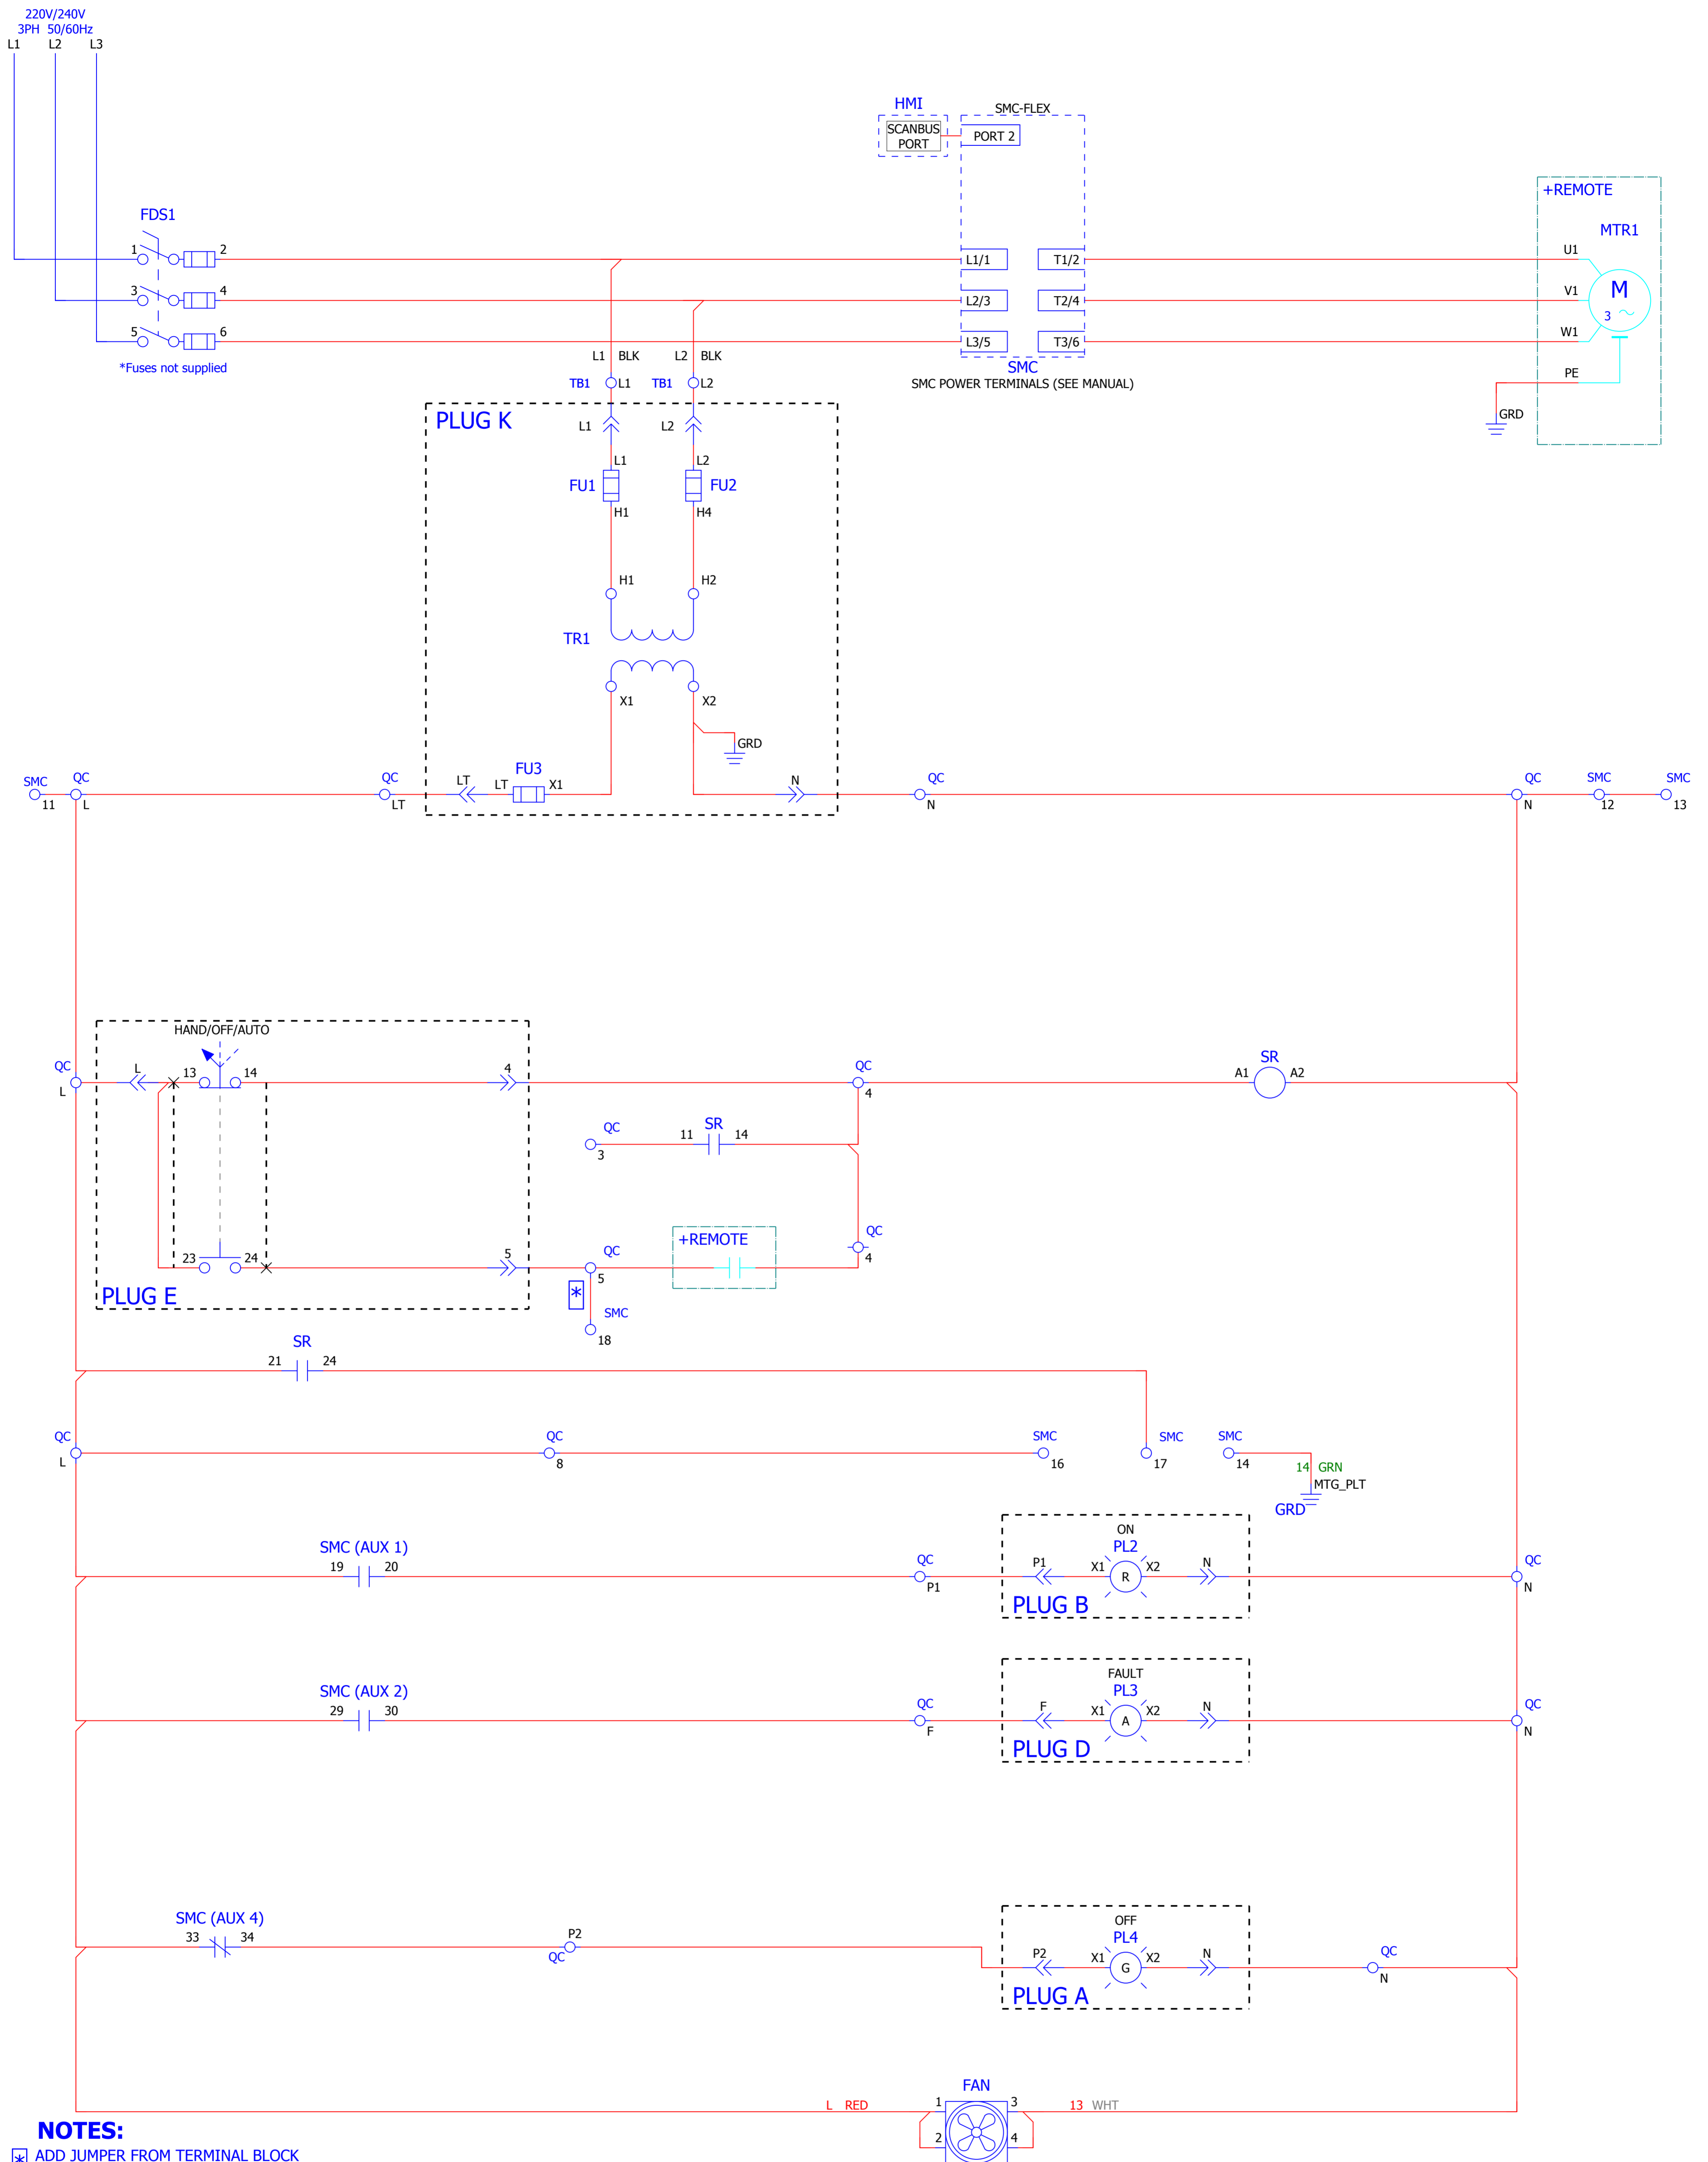 220V/240V
3PH 50/60Hz
L1 L2 L3
HMI
SCANBUS
PORT
SMC-FLEX
PORT 2
+REMOTE
MTR1
FDS1
1 2
3 4
5 6
*Fuses not supplied
L1/1 T1/2
L2/3 T2/4
L3/5 T3/6
SMC
SMC POWER TERMINALS (SEE MANUAL)
U1
V1
W1
PE
M
3
GRD
L1 BLK L2 BLK
TB1 L1 TB1 L2
PLUG K
L1 L2
L1 L2
FU1 FU2
H1 H4
H1 H2
TR1
X1 X2
GRD
FU3
SMC QC QC LT LT X1 N QC QC SMC SMC
11 L LT N N 12 13
HAND/OFF/AUTO
QC L 13 14 4 QC SR
L 4 A1 A2
QC SR
3 11 14
+REMOTE
QC
4
23 24 5 QC
5
PLUG E
*
SMC
18
SR
21 24
QC QC SMC SMC SMC
L 8 16 17 14
14 GRN
MTG_PLT
GRD
SMC (AUX 1)
19 20
QC
P1
ON
PL2
P1 X1 R X2 N
PLUG B
QC
N
SMC (AUX 2)
29 30
QC
F
FAULT
PL3
F X1 A X2 N
PLUG D
QC
N
SMC (AUX 4)
33 34
P2
QC
OFF
PL4
P2 X1 G X2 N
PLUG A
QC
N
FAN
L RED 1 3 13 WHT
2 4
NOTES:
* ADD JUMPER FROM TERMINAL BLOCK